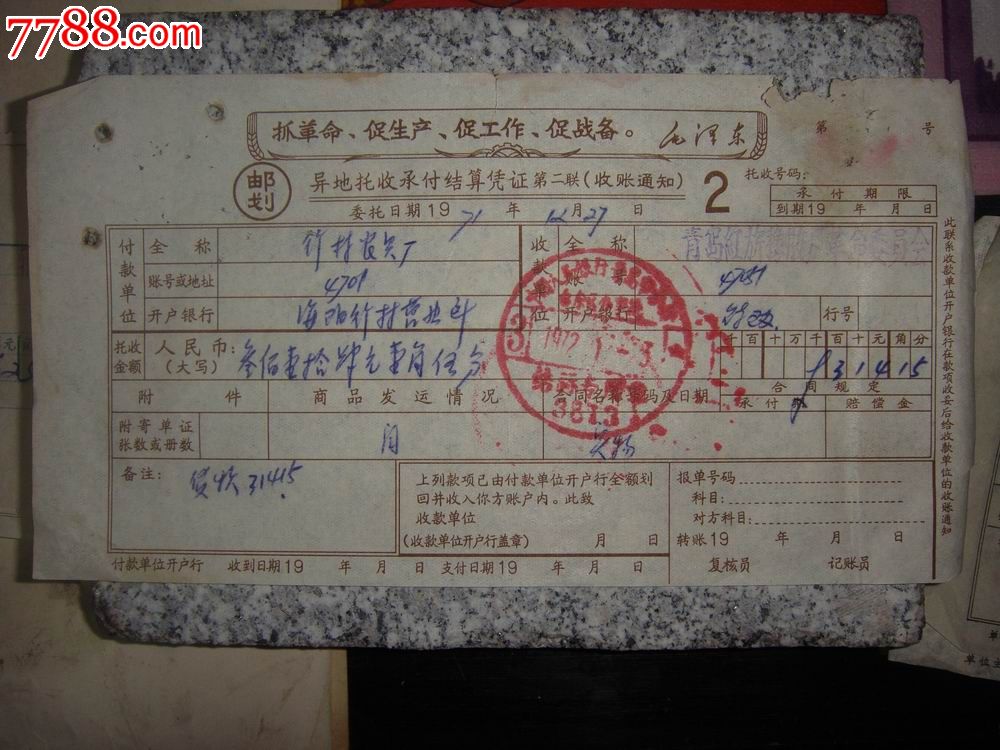 7788.com
抓革命、促生产、促工作、促战备。 毛泽东
第 号
邮划
异地托收承付结算凭证 第二联(收账通知) 2
托收号码:
承付期限
到期19 年 月 日
委托日期19 71 年 12 月 27 日
付款单位
全称
账号或地址 4701
开户银行
收款单位
全称
账号
开户银行
行号
托收金额 人民币:(大写) 叁佰壹拾肆元壹角伍分
千百十万千百十元角分
31415
附件
商品发运情况
合同名称号码及日期
合同规定
承付期
赔偿金
附寄单证张数或册数
1972
3813
备注: 货款31415
上列款项已由付款单位开户行全额划
回并收入你方账户内。此致
收款单位
(收款单位开户行盖章) 月 日
报单号码
科目:
对方科目:
转账19 年 月 日
付款单位开户行 收到日期19 年 月 日 支付日期19 年 月 日
复核员 记账员
此联系收款单位开户银行在款项收妥后给收款单位的收账通知